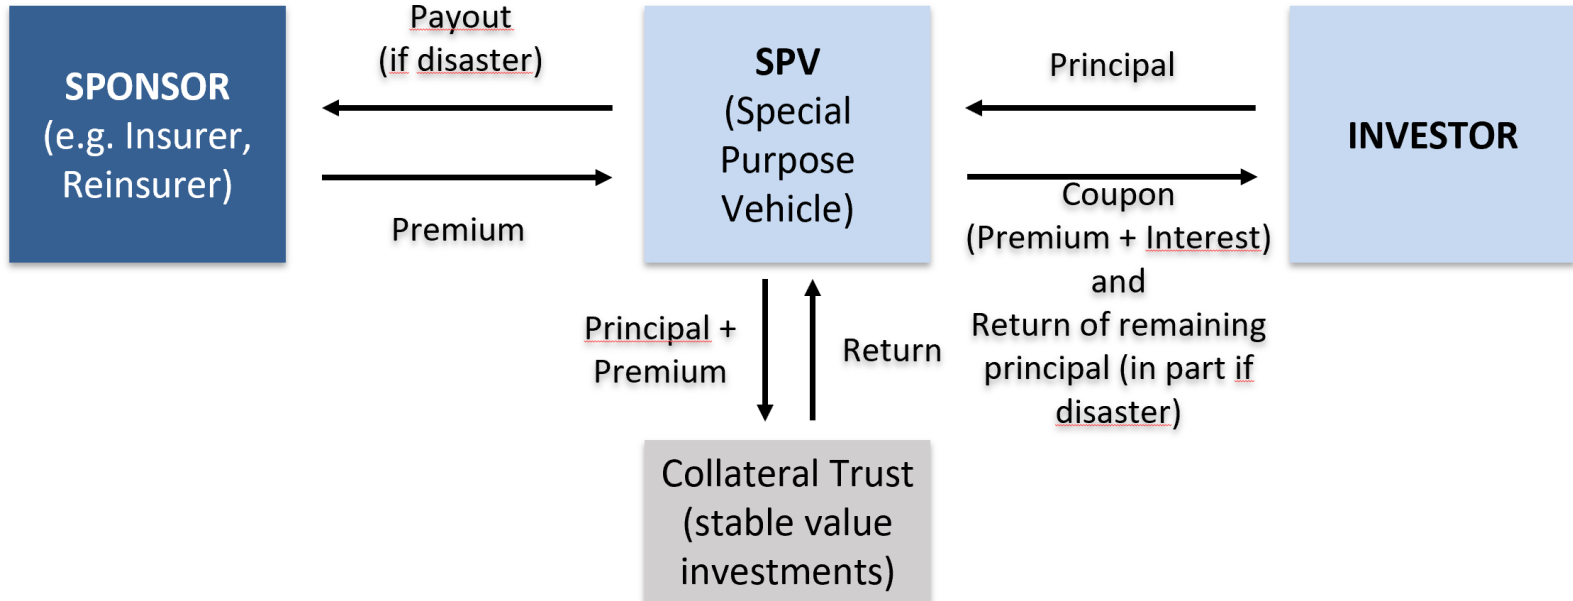 SPONSOR
(e.g. Insurer,
Reinsurer)
Payout
(if disaster)
Premium
SPV
(Special
Purpose
Vehicle)
Principal
Coupon
(Premium + Interest)
and
Return of remaining
principal (in part if
disaster)
INVESTOR
Principal +
Premium
Return
Collateral Trust
(stable value
investments)